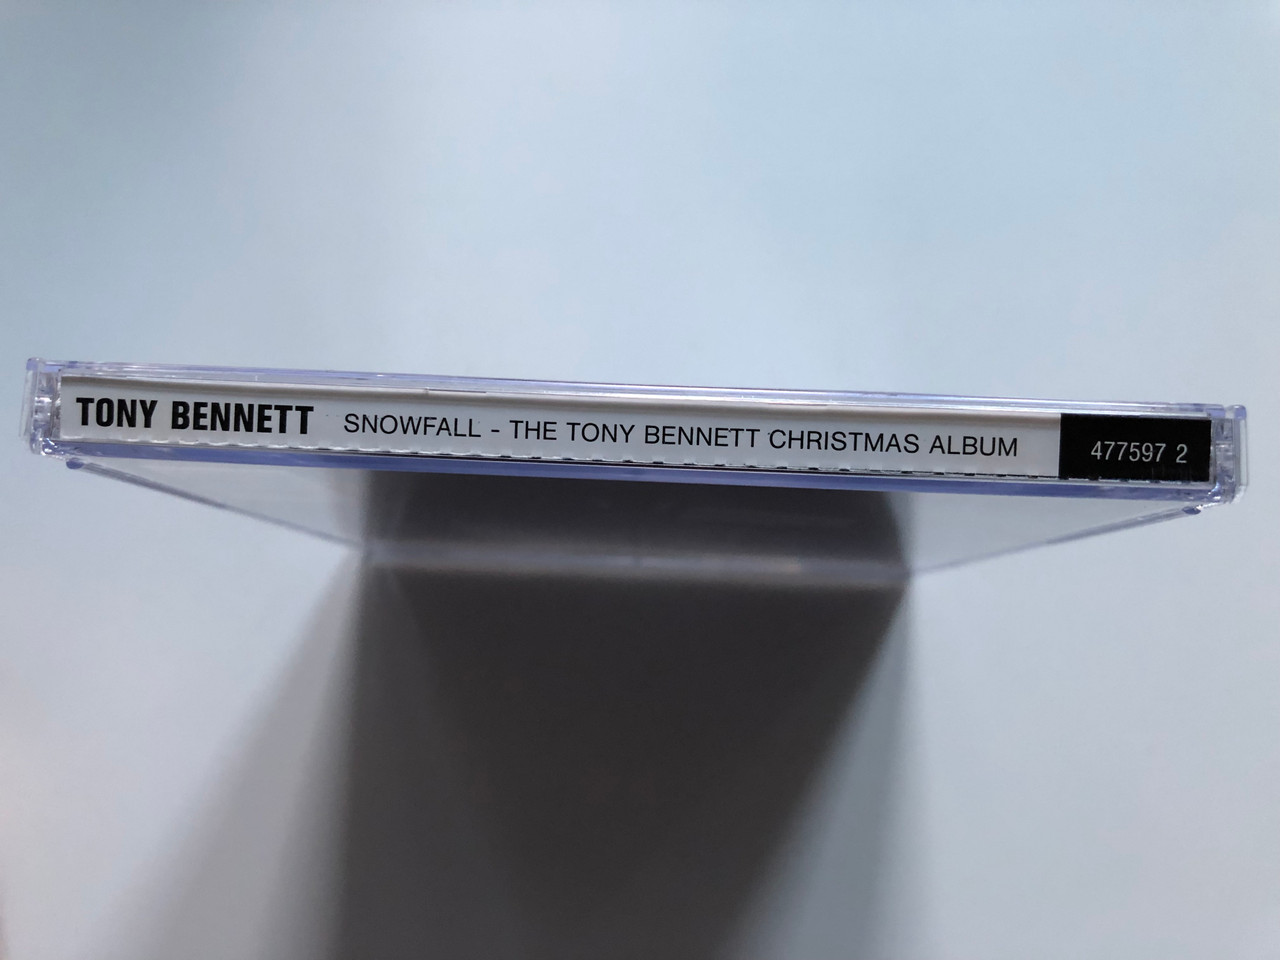 TONY BENNETT SNOWFALL - THE TONY BENNETT CHRISTMAS ALBUM 477597 2